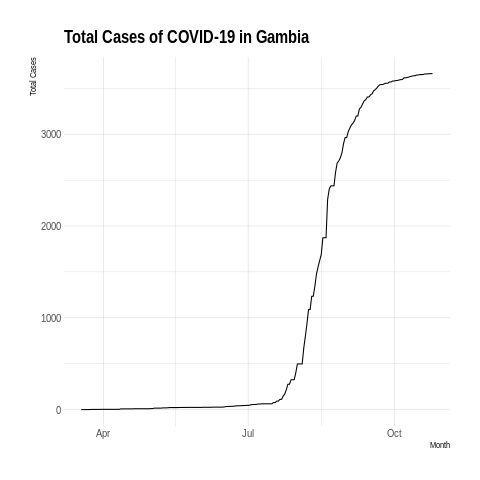 Total Cases of COVID-19 in Gambia
Total Cases
3000
2000
1000
0
Apr Jul Oct
Month